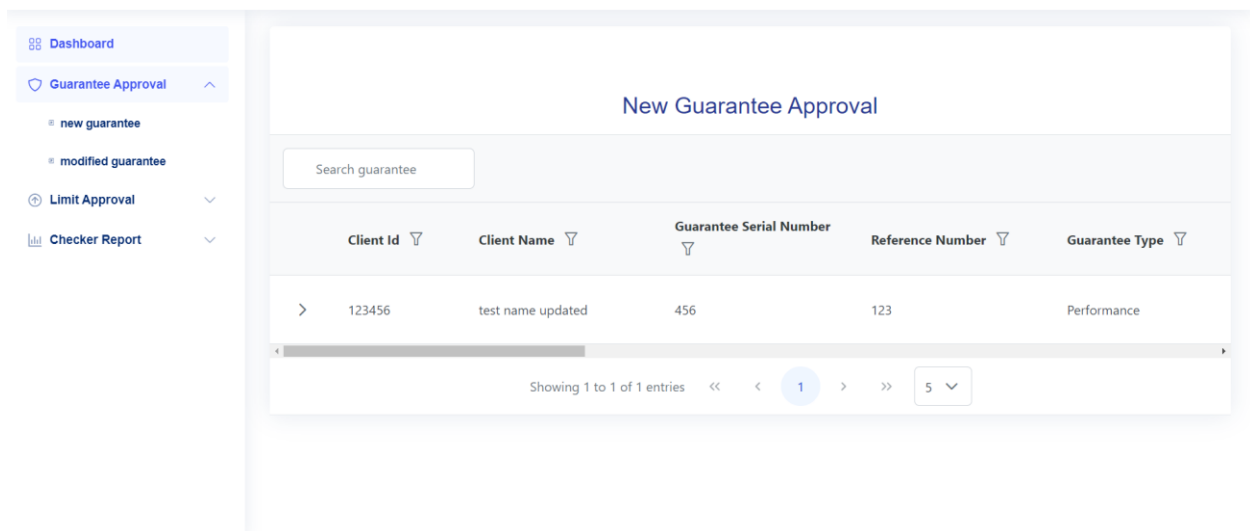 Dashboard
Guarantee Approval
new guarantee
modified guarantee
Limit Approval
Checker Report
New Guarantee Approval
Search guarantee
Client Id
Client Name
Guarantee Serial Number
Reference Number
Guarantee Type
123456
test name updated
456
123
Performance
Showing 1 to 1 of 1 entries << < 1 > >> 5